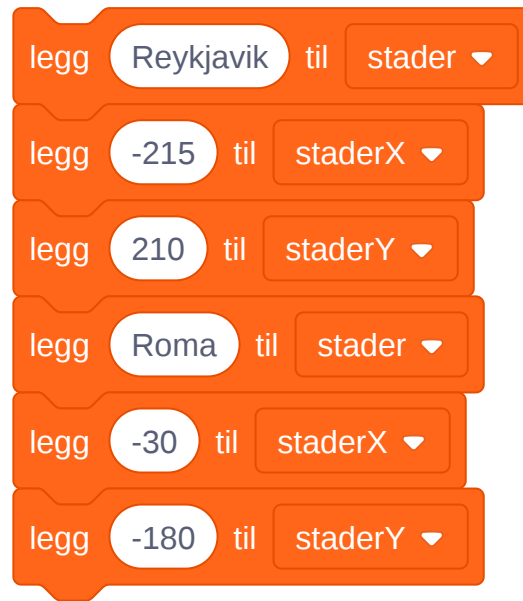 legg Reykjavik til stader
legg -215 til staderX
legg 210 til staderY
legg Roma til stader
legg -30 til staderX
legg -180 til staderY